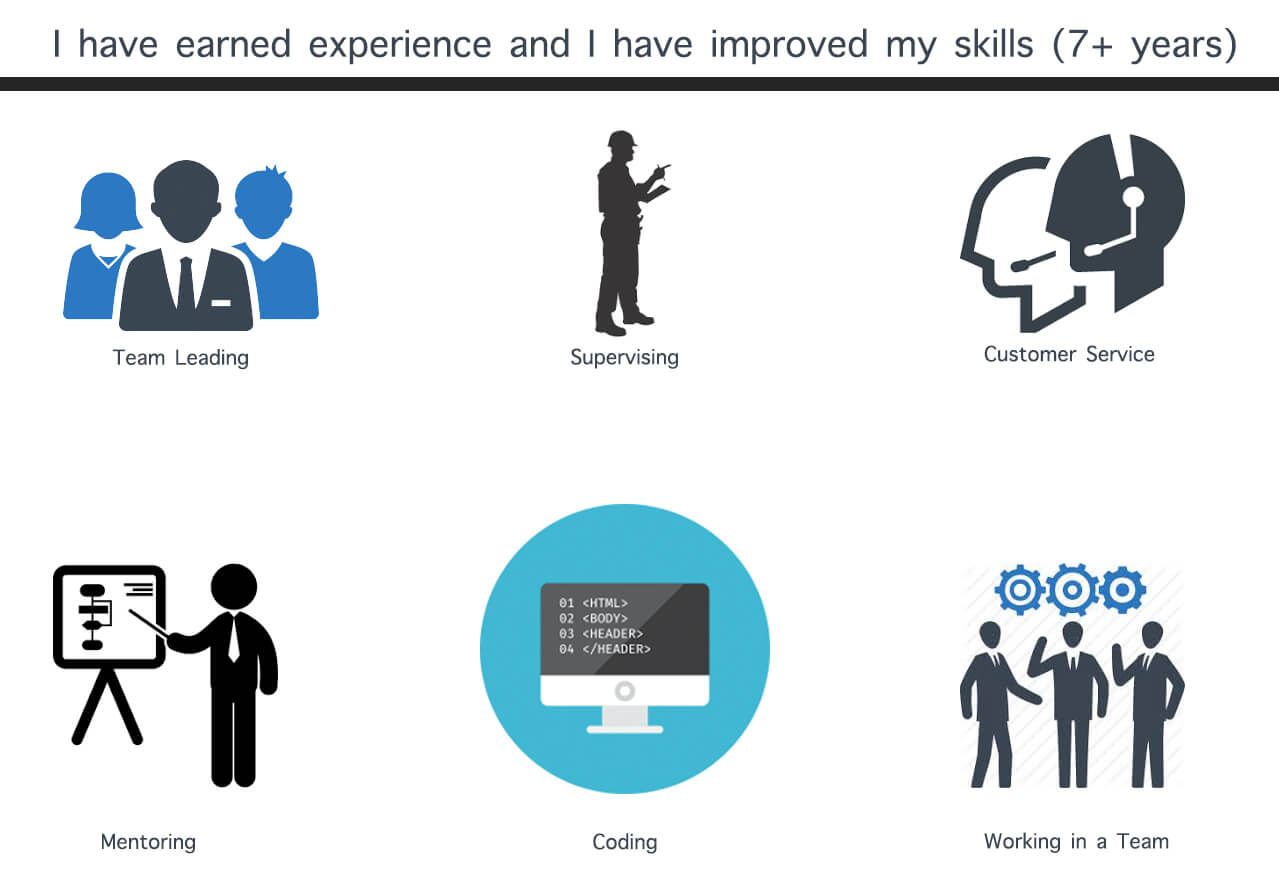 I have earned experience and I have improved my skills (7+ years)
Team Leading
Supervising
Customer Service
01 <HTML>
02 <BODY>
03 <HEADER>
04 </HEADER>
Mentoring
Coding
Working in a Team